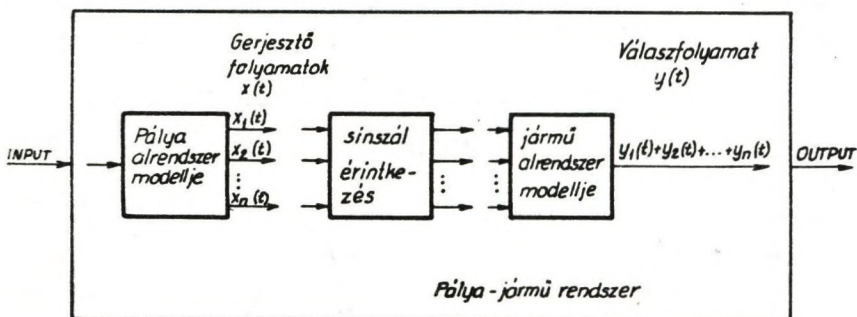 Gerjesztő
folyamatok
x(t)
Válaszfolyamat
y(t)
INPUT
Pálya
alrendszer
modellje
x₁(t)
x₂(t)
⋮
xₙ(t)
sínszál
érintke-
zés
⋮
⋮
jármű
alrendszer
modellje
y₁(t)+y₂(t)+...+yₙ(t)
OUTPUT
Pálya - jármű rendszer